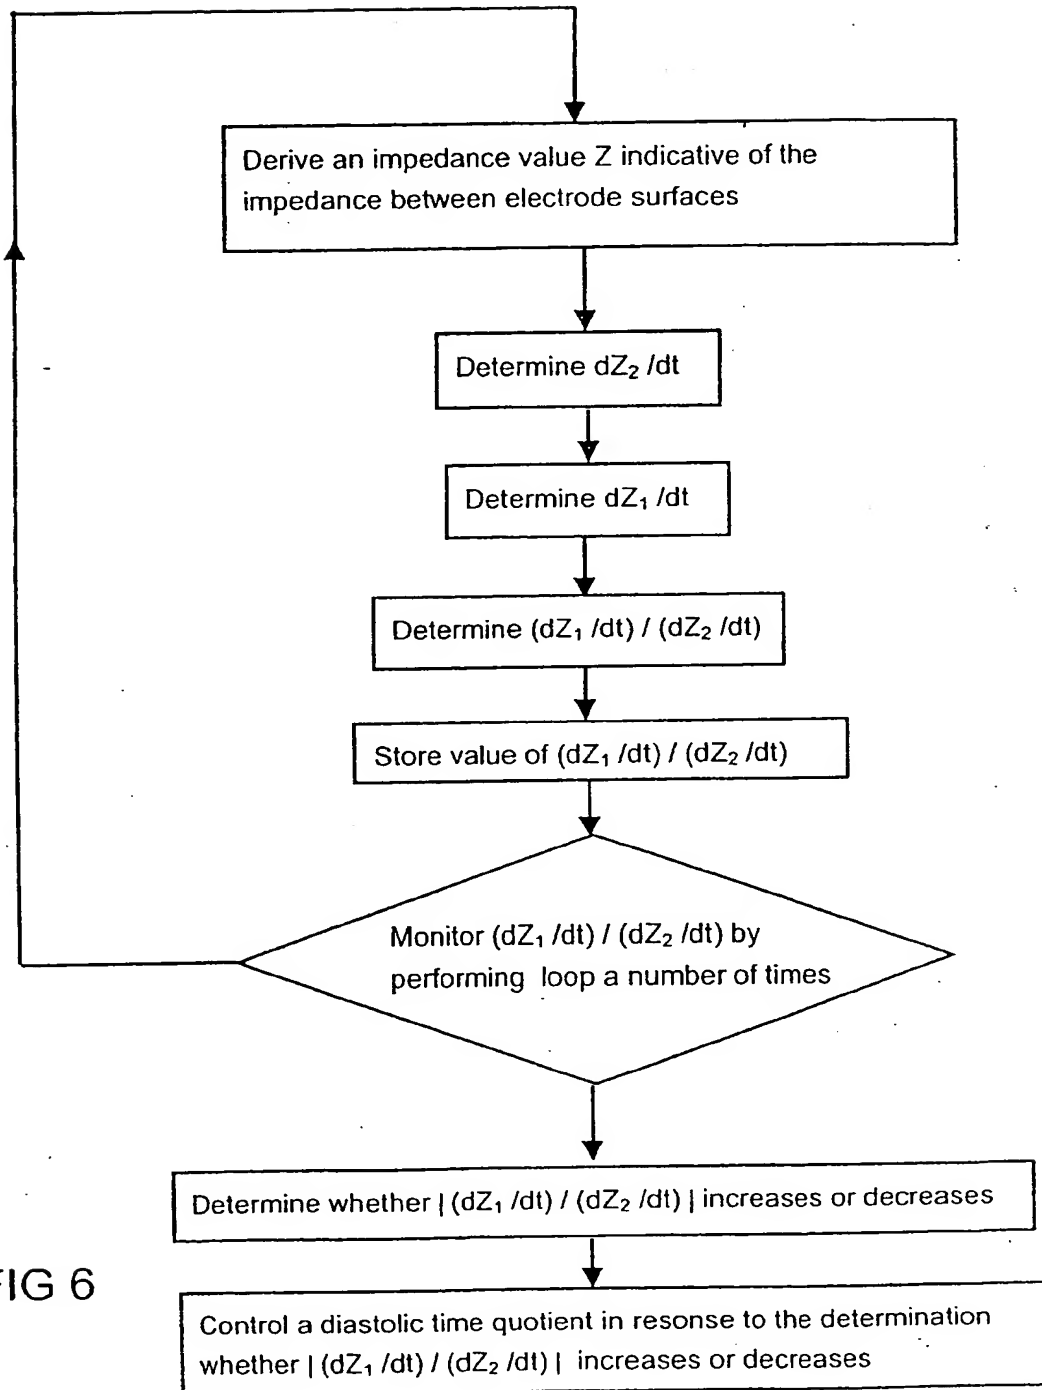 Derive an impedance value Z indicative of the
impedance between electrode surfaces
Determine dZ₂ /dt
Determine dZ₁ /dt
Determine (dZ₁ /dt) / (dZ₂ /dt)
Store value of (dZ₁ /dt) / (dZ₂ /dt)
Monitor (dZ₁ /dt) / (dZ₂ /dt) by
performing loop a number of times
Determine whether | (dZ₁ /dt) / (dZ₂ /dt) | increases or decreases
FIG 6
Control a diastolic time quotient in resonse to the determination
whether | (dZ₁ /dt) / (dZ₂ /dt) | increases or decreases